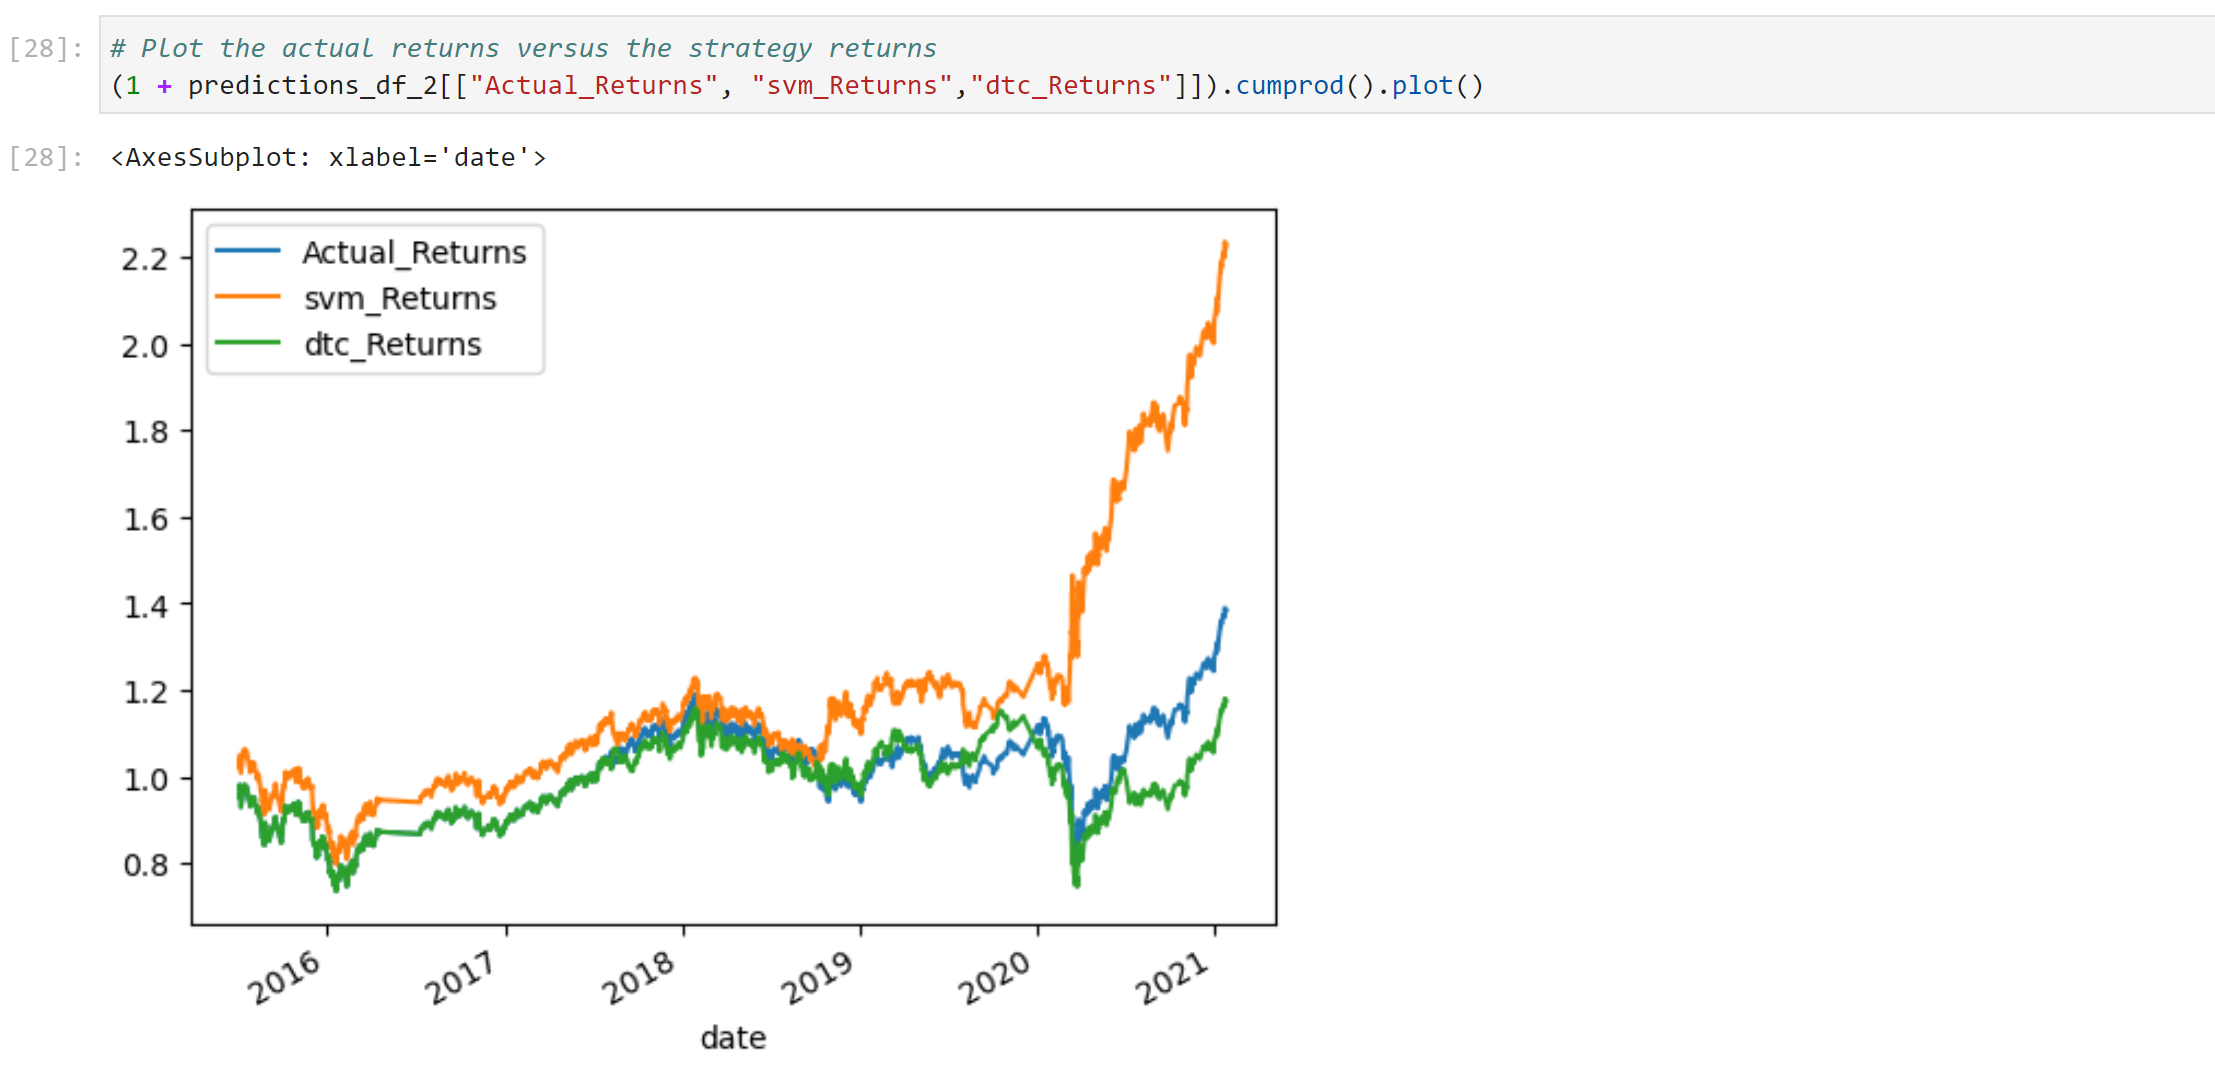 [28]: # Plot the actual returns versus the strategy returns
(1 + predictions_df_2[["Actual_Returns", "svm_Returns","dtc_Returns"]]).cumprod().plot()
[28]: <AxesSubplot: xlabel='date'>
Actual_Returns
svm_Returns
dtc_Returns
2.2
2.0
1.8
1.6
1.4
1.2
1.0
0.8
2016 2017 2018 2019 2020 2021
date